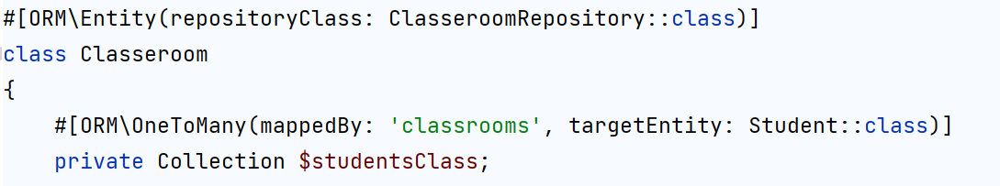 #[ORM\Entity(repositoryClass: ClasseroomRepository::class)]
class Classeroom
{
    #[ORM\OneToMany(mappedBy: 'classrooms', targetEntity: Student::class)]
    private Collection $studentsClass;